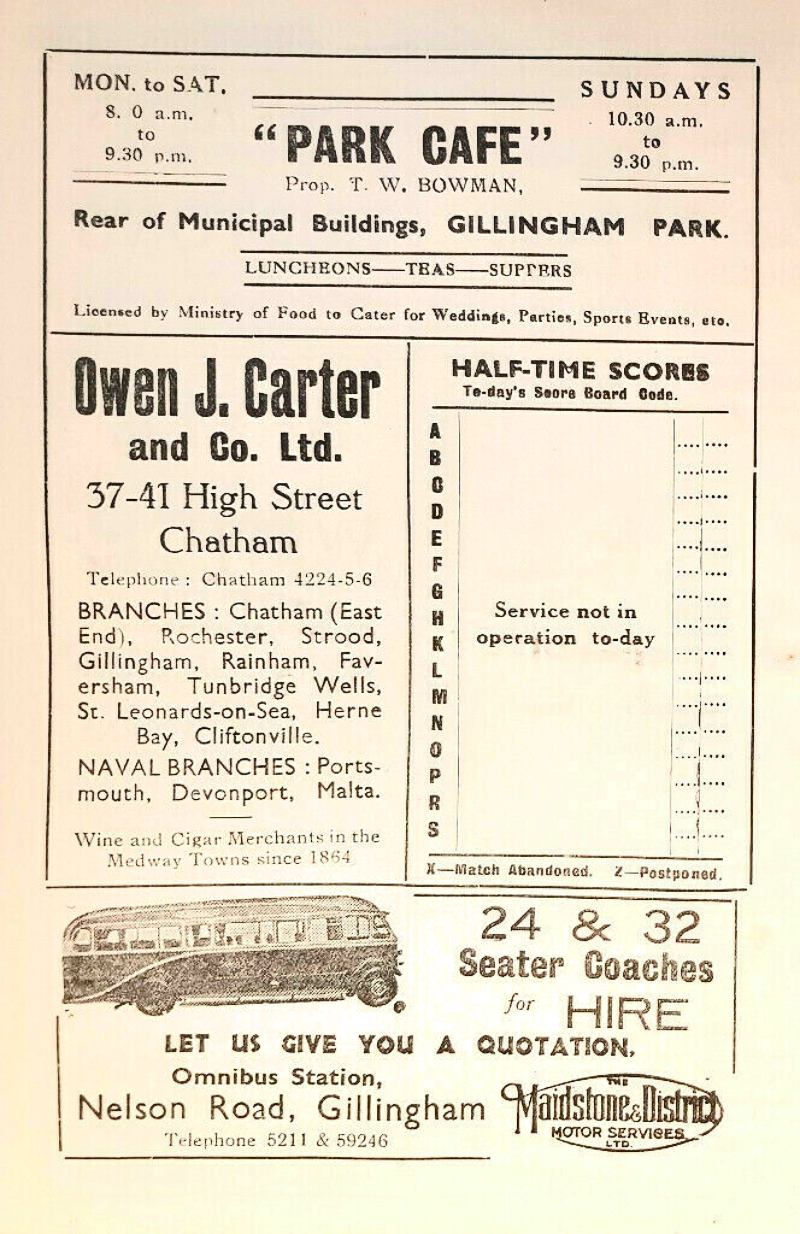 MON. to SAT.
8. 0 a.m.
to
9.30 p.m.
"PARK CAFE"
Prop. T. W. BOWMAN,
SUNDAYS
10.30 a.m.
to
9.30 p.m.
Rear of Municipal Buildings, GILLINGHAM PARK.
LUNCHEONS—TEAS—SUPPERS
Licensed by Ministry of Food to Cater for Weddings, Parties, Sports Events, etc.
Owen J. Carter
and Co. Ltd.
37-41 High Street
Chatham
Telephone : Chatham 4224-5-6
BRANCHES : Chatham (East
End), Rochester, Strood,
Gillingham, Rainham, Fav-
ersham, Tunbridge Wells,
St. Leonards-on-Sea, Herne
Bay, Cliftonville.
NAVAL BRANCHES : Ports-
mouth, Devonport, Malta.
Wine and Cigar Merchants in the
Medway Towns since 1864
HALF-TIME SCORES
To-day's Score Board Code.
A
B
C
D
E
F
G
H
K
L
M
N
O
P
R
S
Service not in
operation to-day
X—Match Abandoned. Z—Postponed.
24 & 32
Seater Coaches
for HIRE
LET US GIVE YOU A QUOTATION.
Omnibus Station,
Nelson Road, Gillingham
Telephone 5211 & 59246
THE
Maidstone & District
MOTOR SERVICES
LTD.